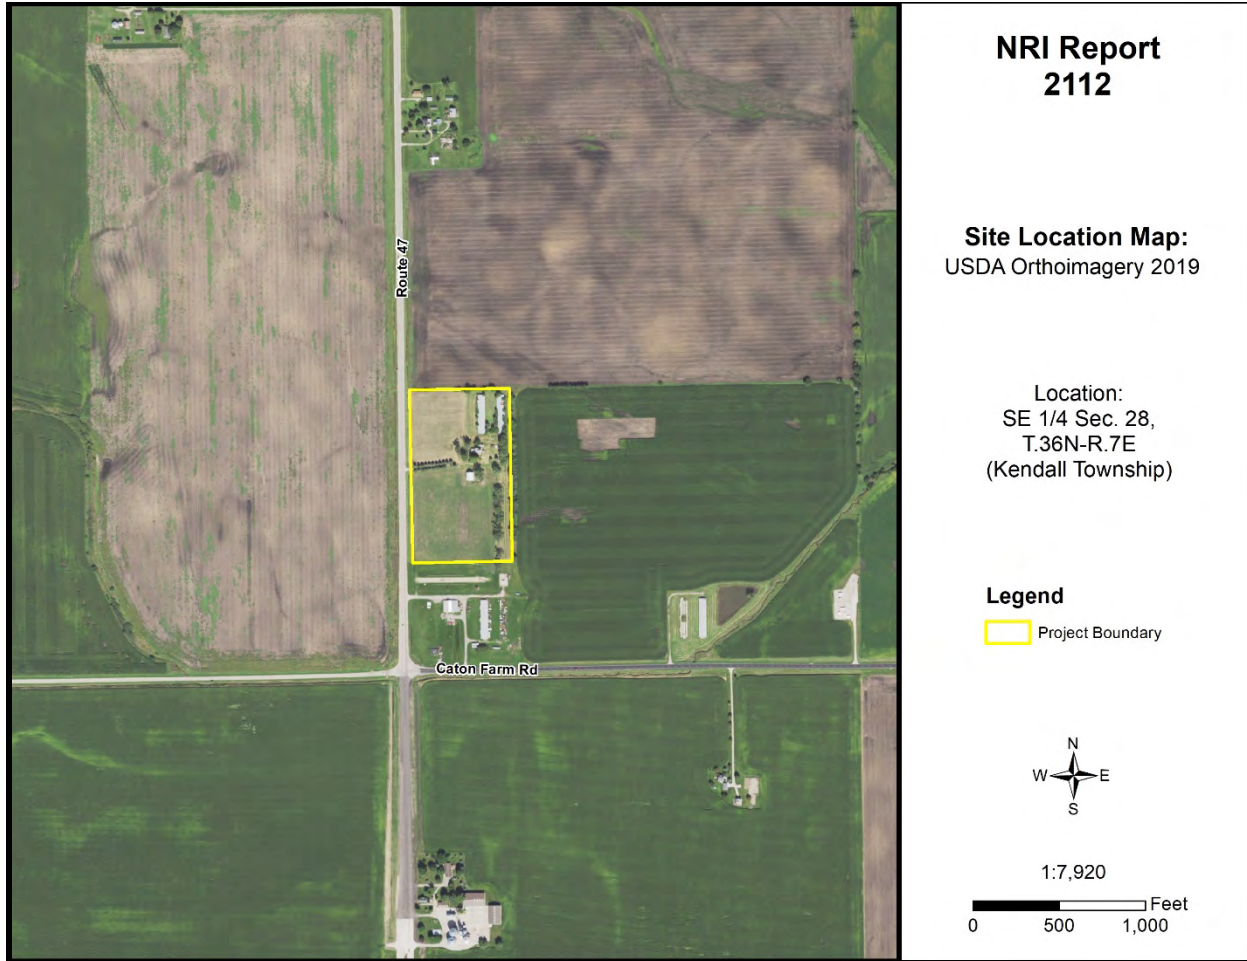 NRI Report
2112
Site Location Map:
USDA Orthoimagery 2019
Location:
SE 1/4 Sec. 28,
T.36N-R.7E
(Kendall Township)
Legend
Project Boundary
N
W E
S
1:7,920
Feet
0 500 1,000
Route 47
Caton Farm Rd